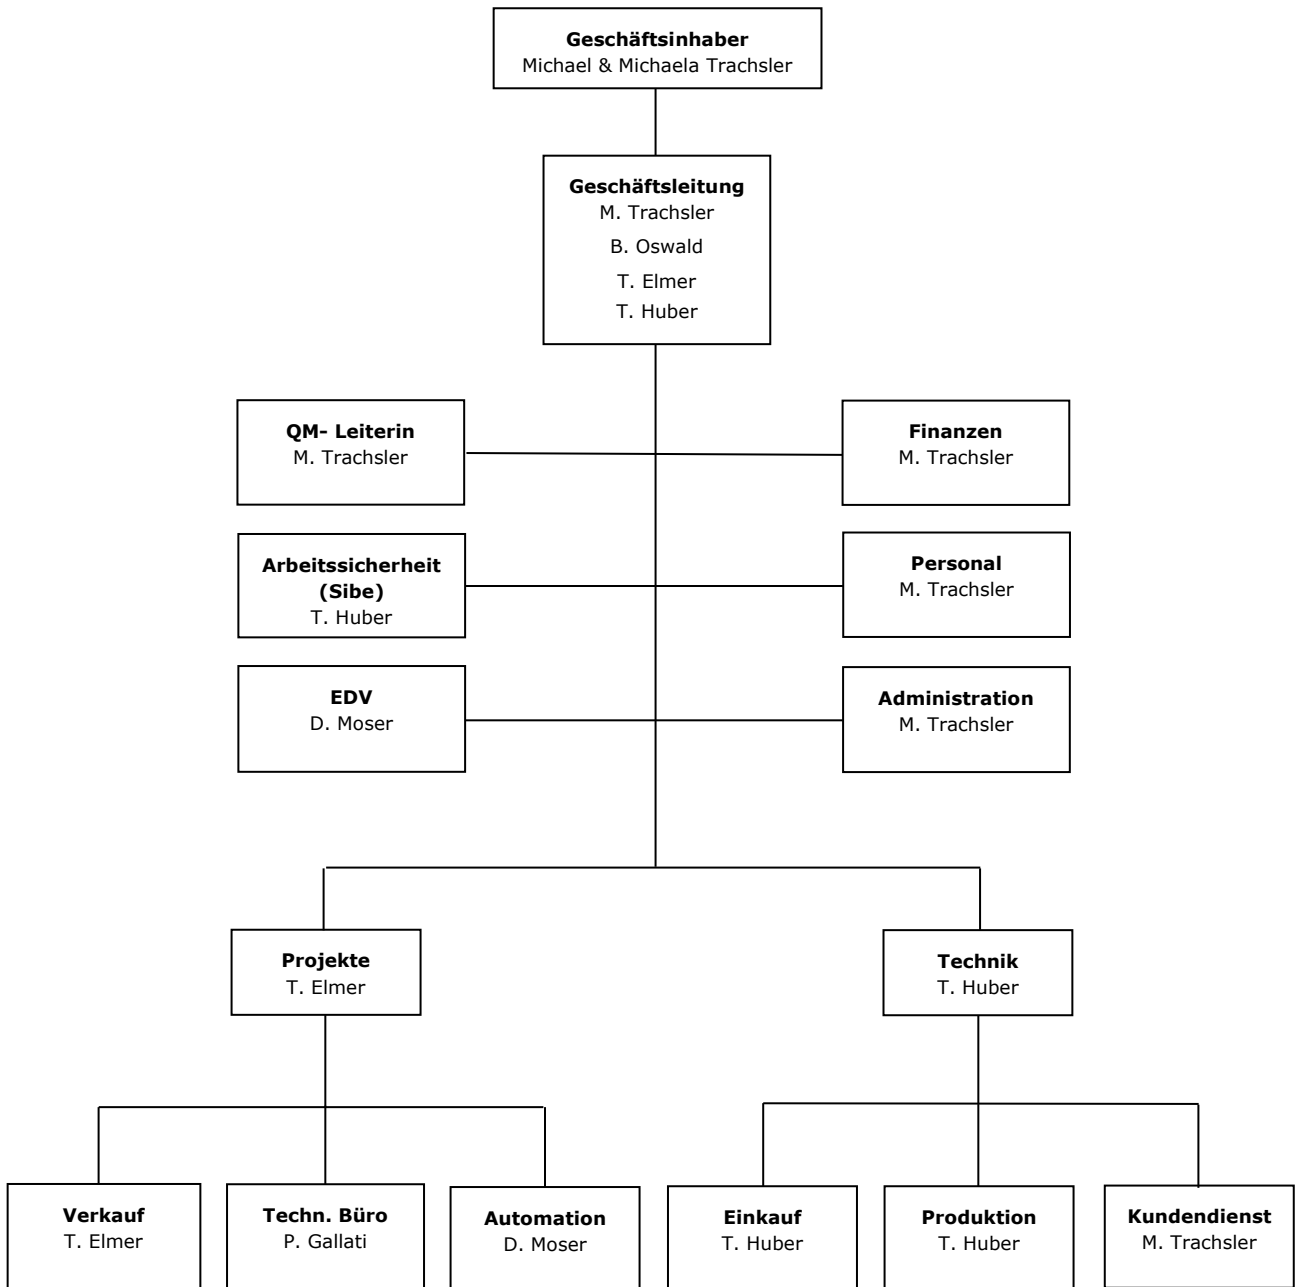 Geschäftsinhaber
Michael & Michaela Trachsler
Geschäftsleitung
M. Trachsler
B. Oswald
T. Elmer
T. Huber
QM- Leiterin
M. Trachsler
Finanzen
M. Trachsler
Arbeitssicherheit
(Sibe)
T. Huber
Personal
M. Trachsler
EDV
D. Moser
Administration
M. Trachsler
Projekte
T. Elmer
Technik
T. Huber
Verkauf
T. Elmer
Techn. Büro
P. Gallati
Automation
D. Moser
Einkauf
T. Huber
Produktion
T. Huber
Kundendienst
M. Trachsler